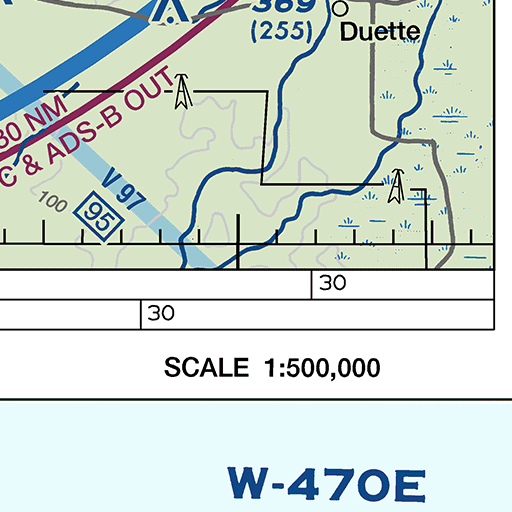 369
(255)
Duette
30 NM
C & ADS-B OUT
V 97
100
95
30
30
SCALE 1:500,000
W-470E